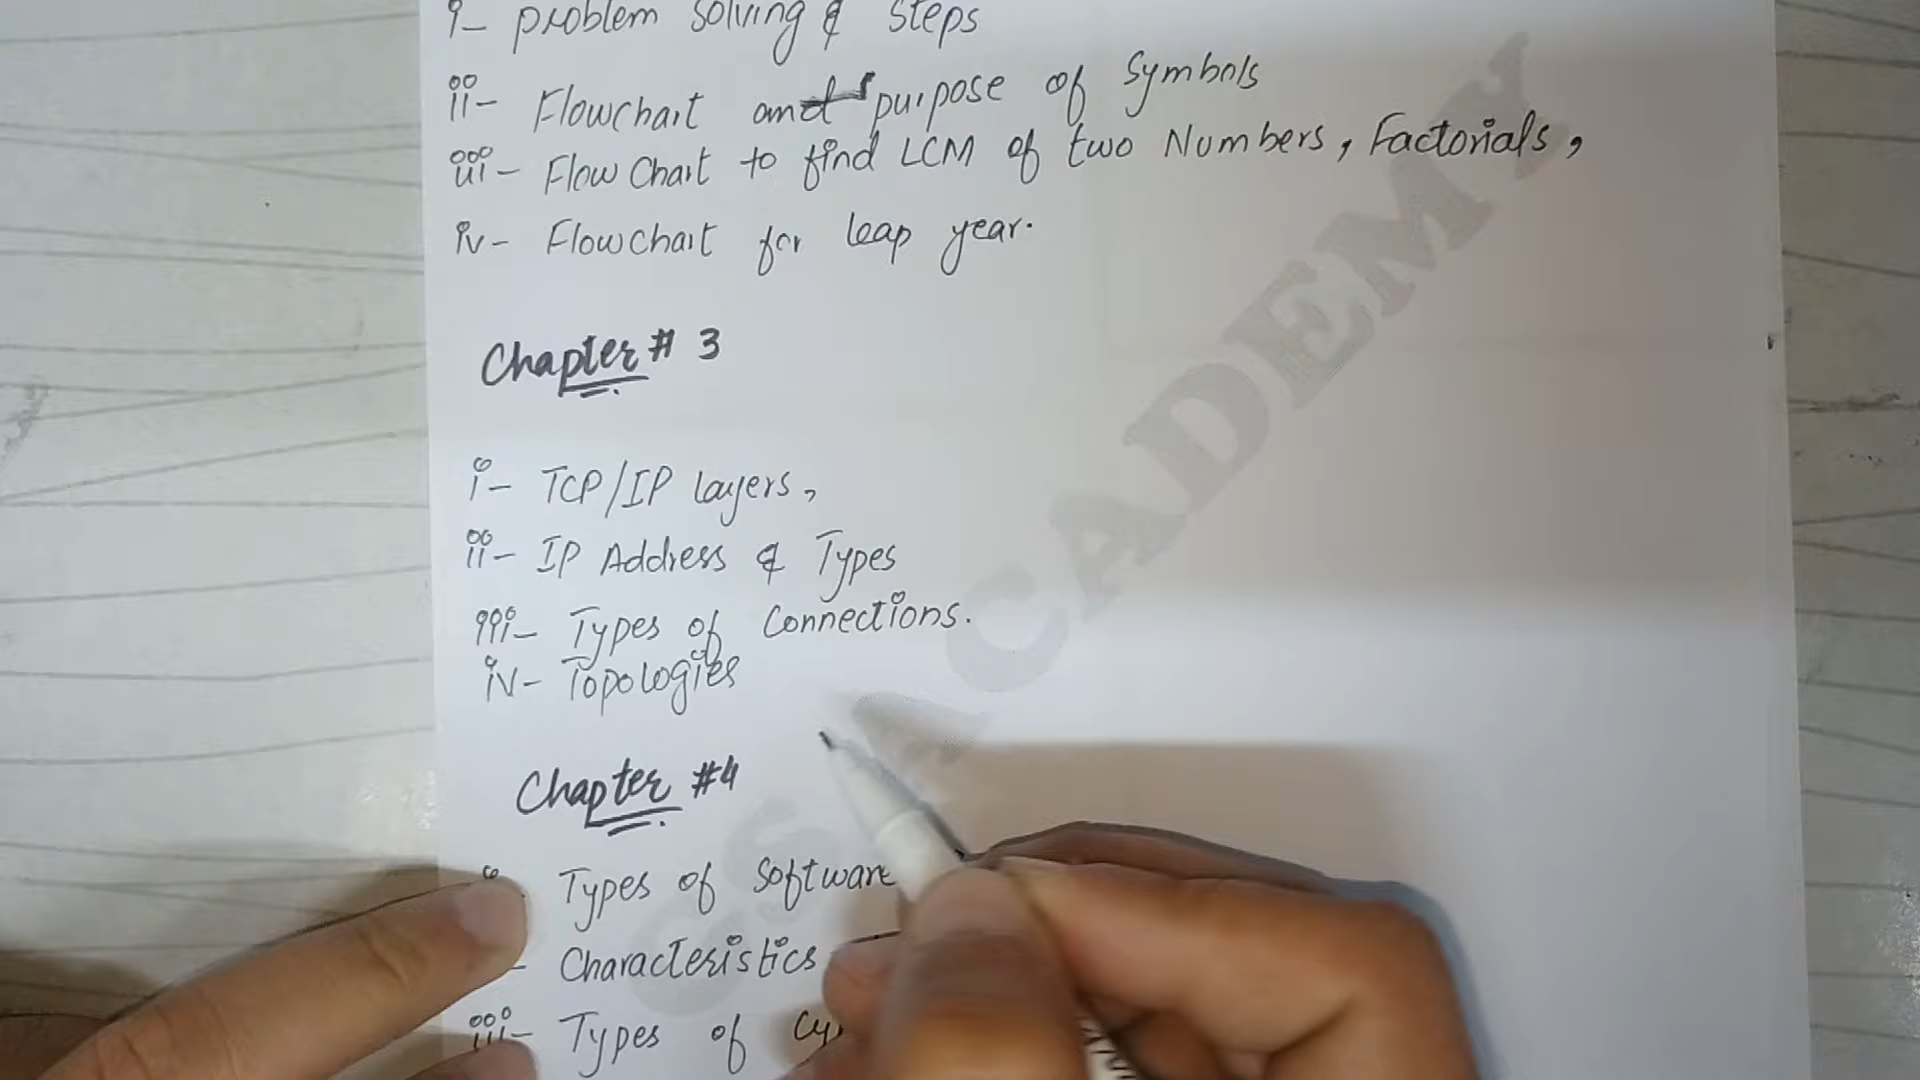 i- problem solving & steps
ii- Flowchart and purpose of symbols
iii- Flow Chart to find LCM of two Numbers, Factorials,
iv- Flowchart for leap year.
Chapter # 3
i- TCP/IP layers,
ii- IP Address & Types
iii- Types of Connections.
iv- Topologies
Chapter #4
Types of Software
- Characteristics
iii- Types of
CS ACADEMY